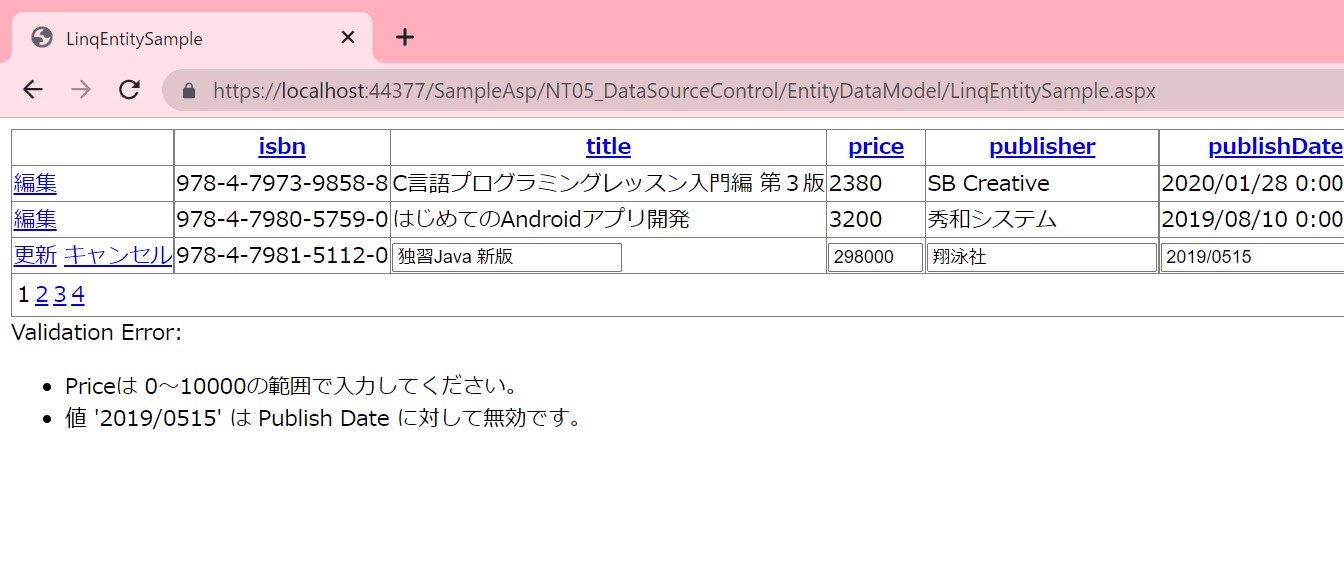 LinqEntitySample
https://localhost:44377/SampleAsp/NT05_DataSourceControl/EntityDataModel/LinqEntitySample.aspx
isbn title price publisher publishDate
編集 978-4-7973-9858-8 C言語プログラミングレッスン入門編 第３版 2380 SB Creative 2020/01/28 0:00
編集 978-4-7980-5759-0 はじめてのAndroidアプリ開発 3200 秀和システム 2019/08/10 0:00
更新 キャンセル 978-4-7981-5112-0 独習Java 新版 298000 翔泳社 2019/0515
1 2 3 4
Validation Error:
• Priceは 0～10000の範囲で入力してください。
• 値 '2019/0515' は Publish Date に対して無効です。